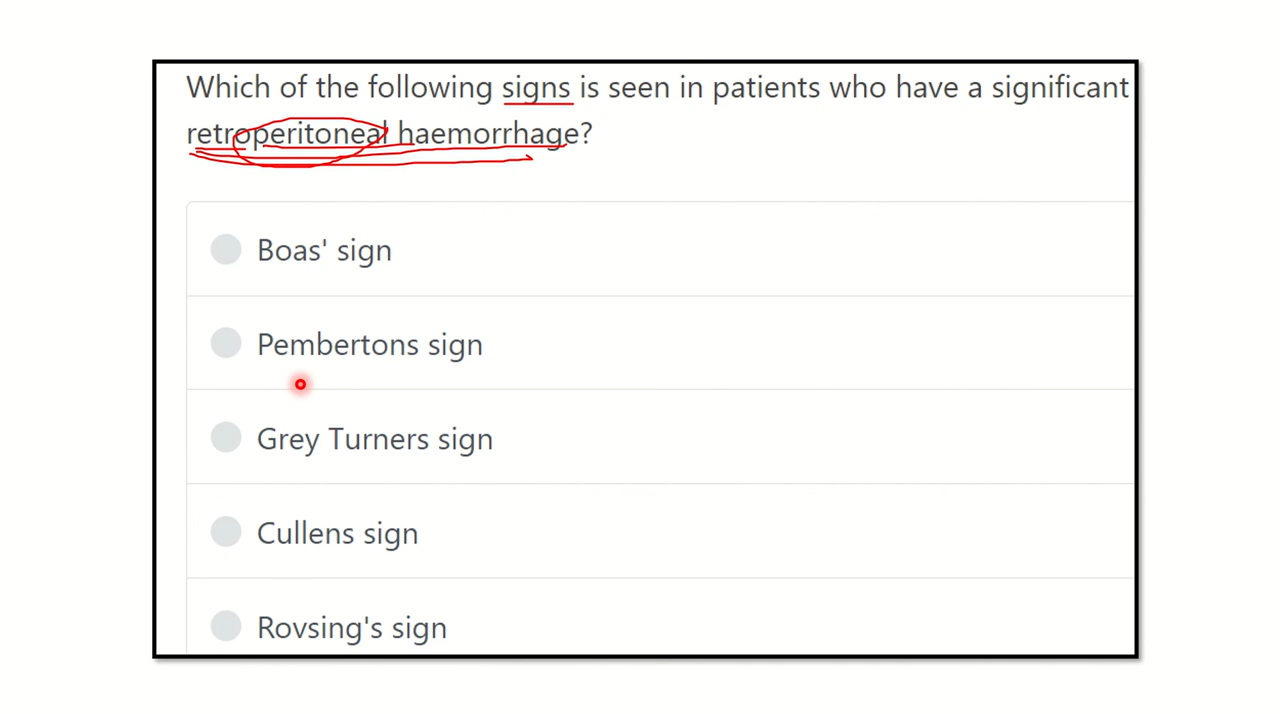 Which of the following signs is seen in patients who have a significant
retroperitoneal haemorrhage?
Boas' sign
Pembertons sign
Grey Turners sign
Cullens sign
Rovsing's sign